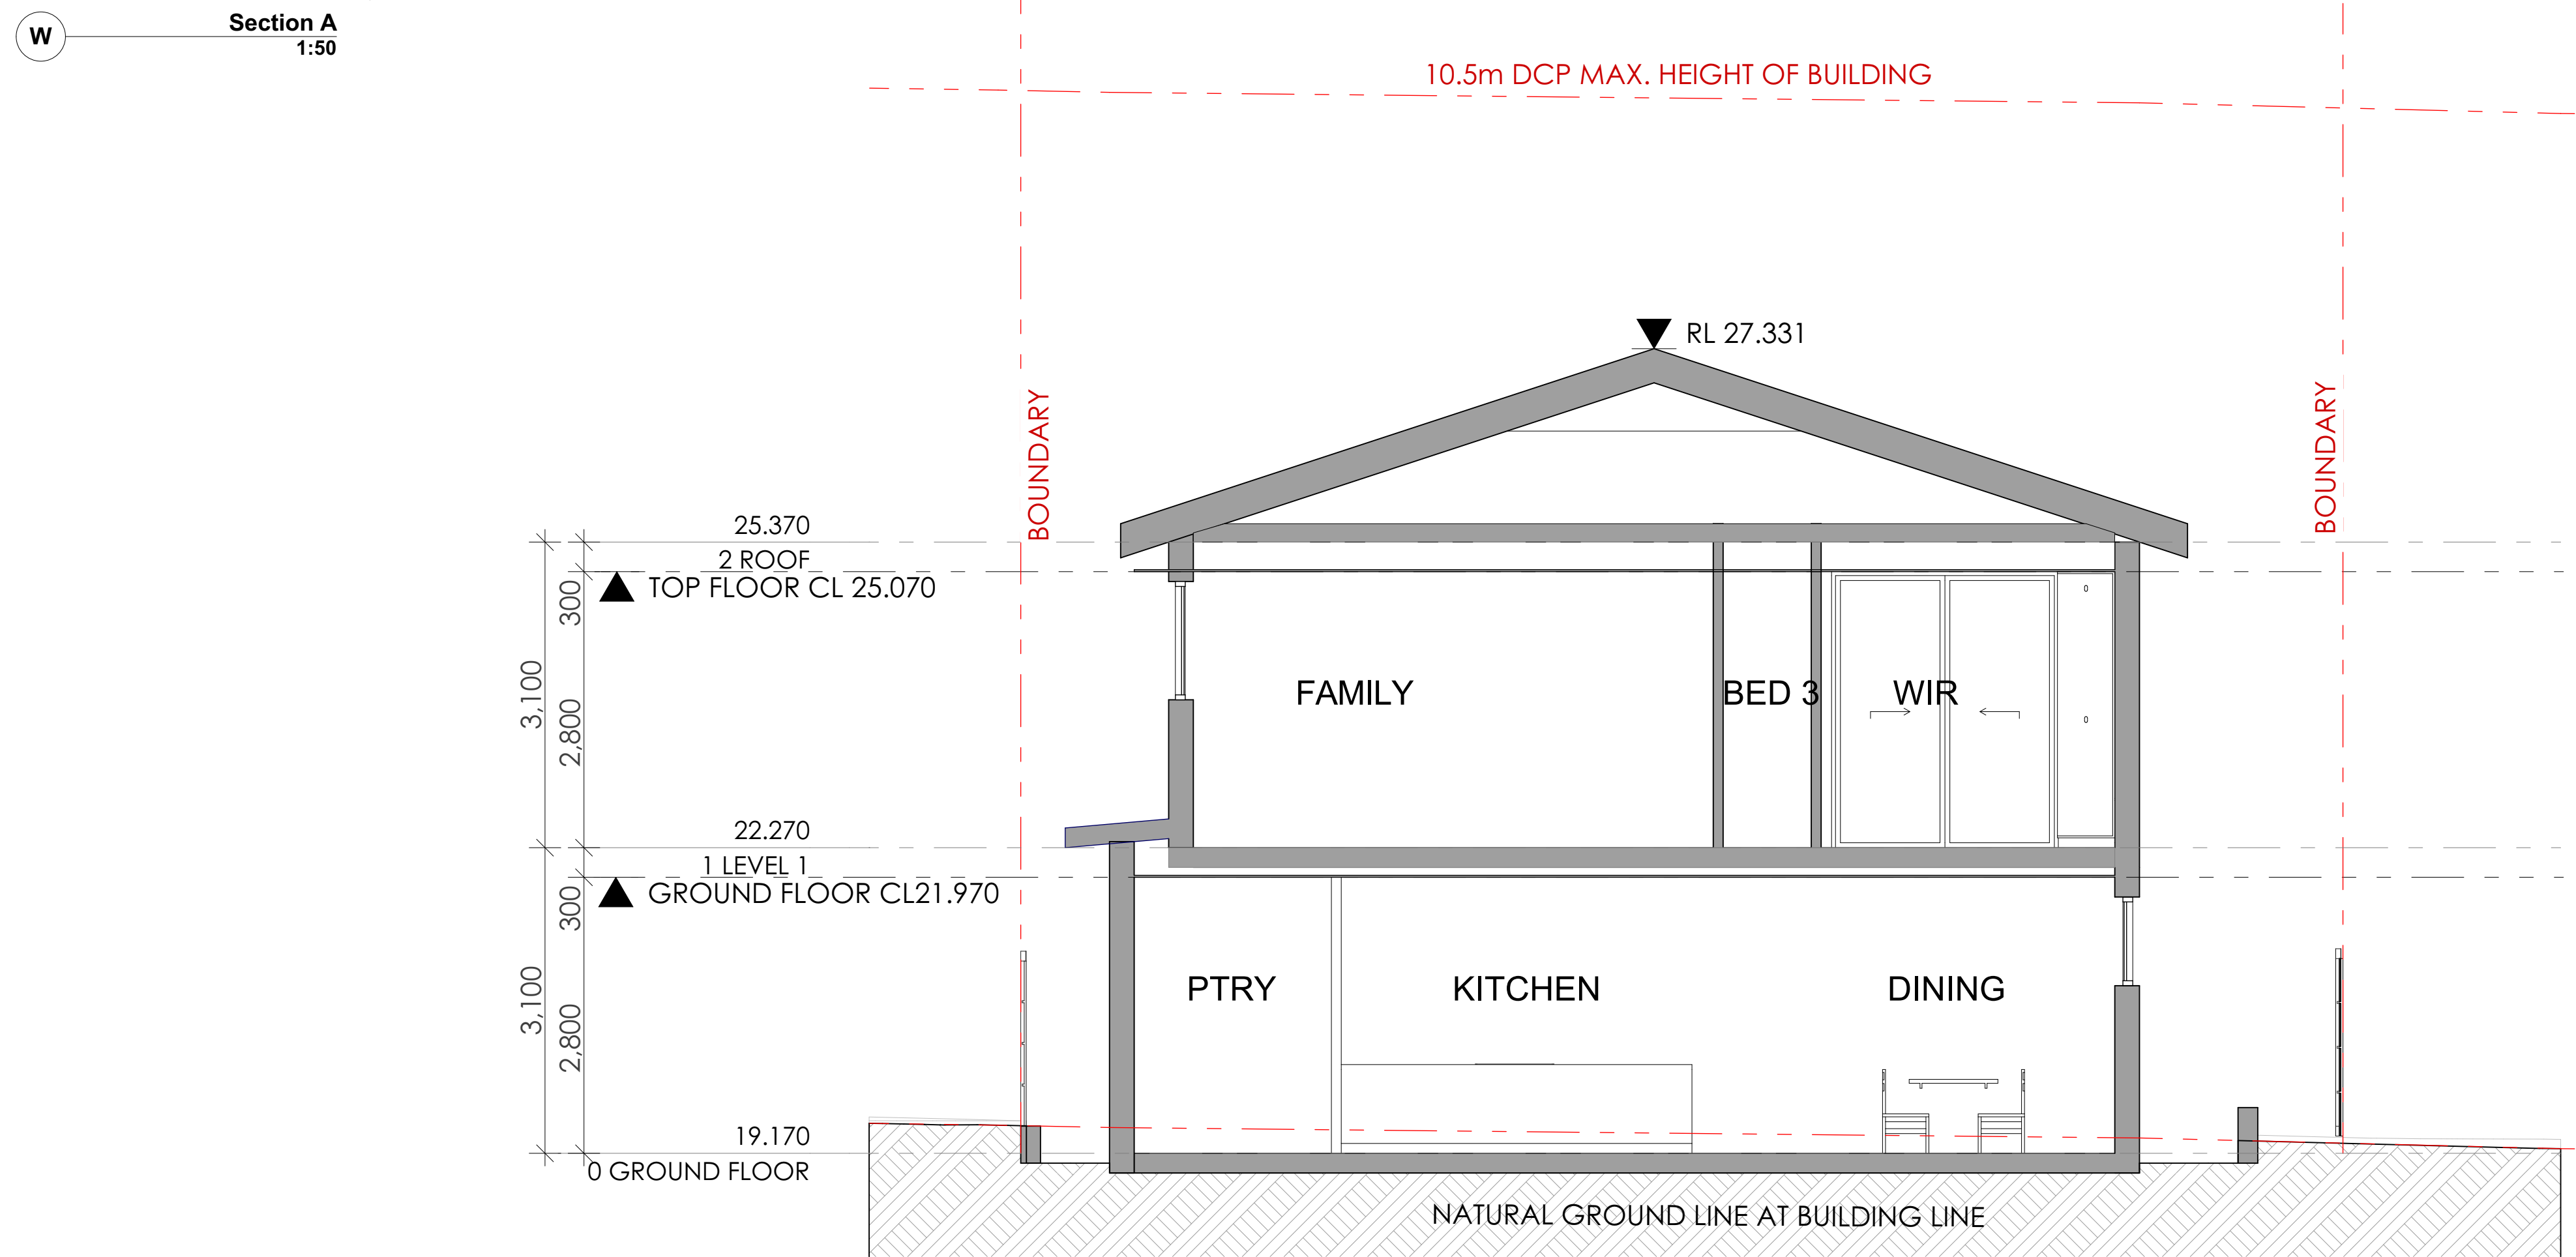 W
Section A
1:50
10.5m DCP MAX. HEIGHT OF BUILDING
RL 27.331
BOUNDARY
BOUNDARY
25.370
2 ROOF
TOP FLOOR CL 25.070
300
3,100
2,800
FAMILY
BED 3
WIR
22.270
1 LEVEL 1
GROUND FLOOR CL21.970
300
3,100
2,800
PTRY
KITCHEN
DINING
19.170
0 GROUND FLOOR
NATURAL GROUND LINE AT BUILDING LINE